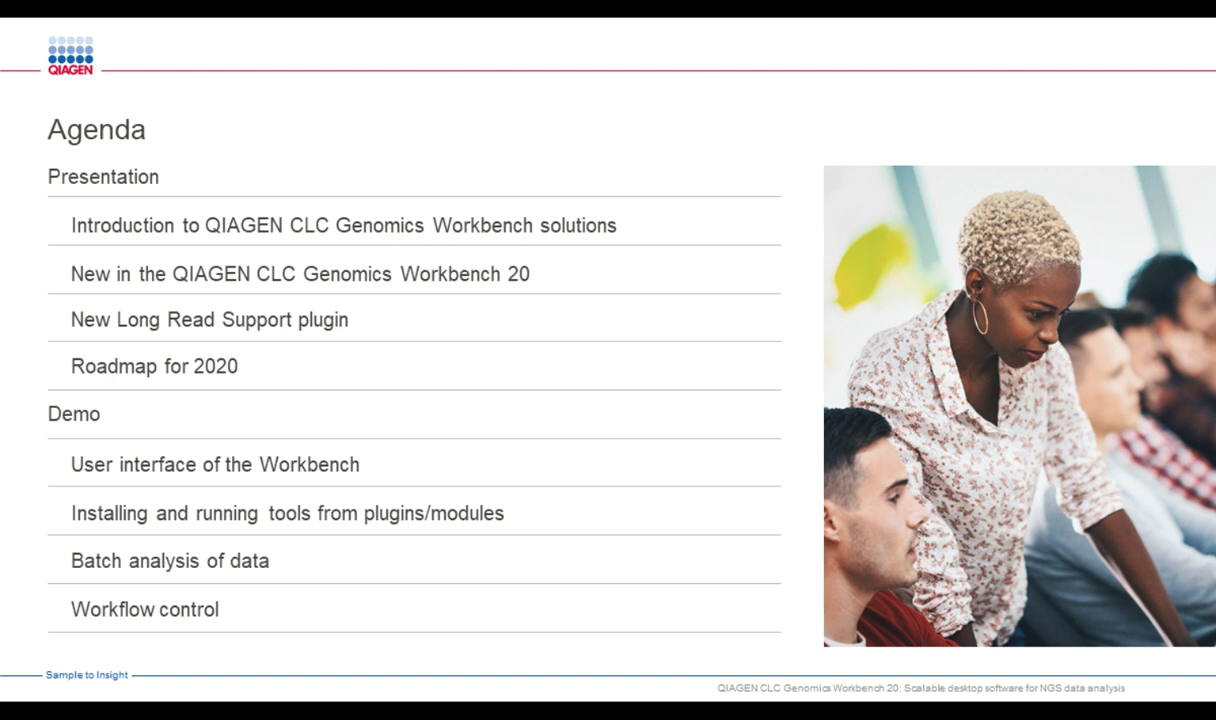 QIAGEN
Agenda
Presentation
Introduction to QIAGEN CLC Genomics Workbench solutions
New in the QIAGEN CLC Genomics Workbench 20
New Long Read Support plugin
Roadmap for 2020
Demo
User interface of the Workbench
Installing and running tools from plugins/modules
Batch analysis of data
Workflow control
Sample to Insight
QIAGEN CLC Genomics Workbench 20: Scalable desktop software for NGS data analysis